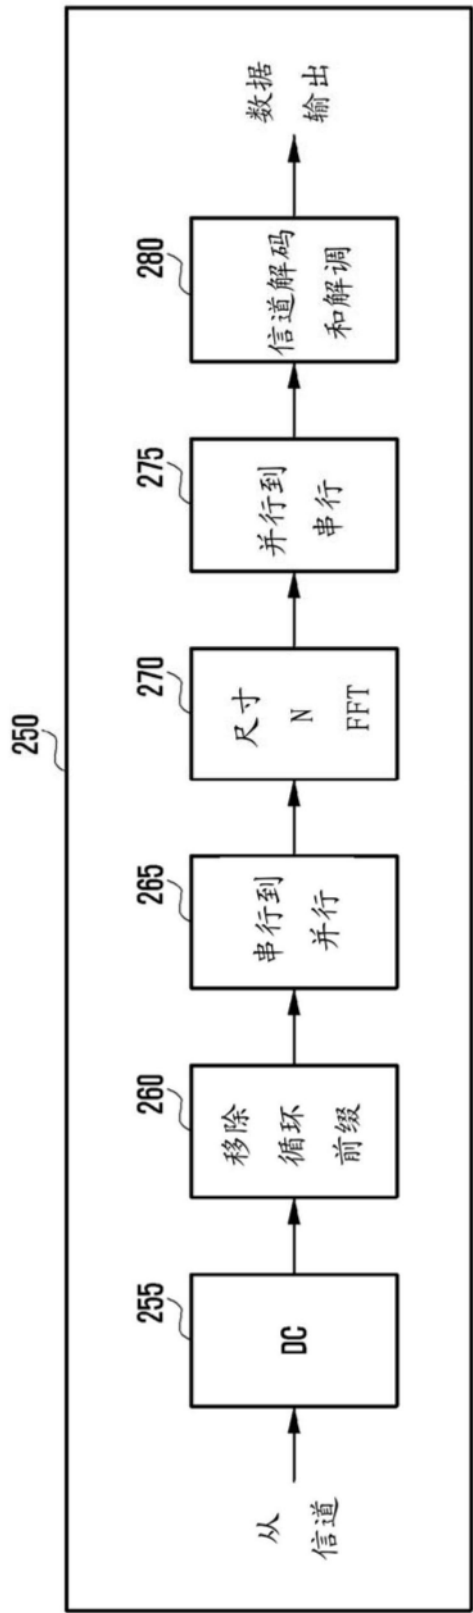 250
从
信道
255
DC
260
移除
循环
前缀
265
串行到
并行
270
尺寸
N
FFT
275
并行到
串行
280
信道解码
和解调
数据
输出